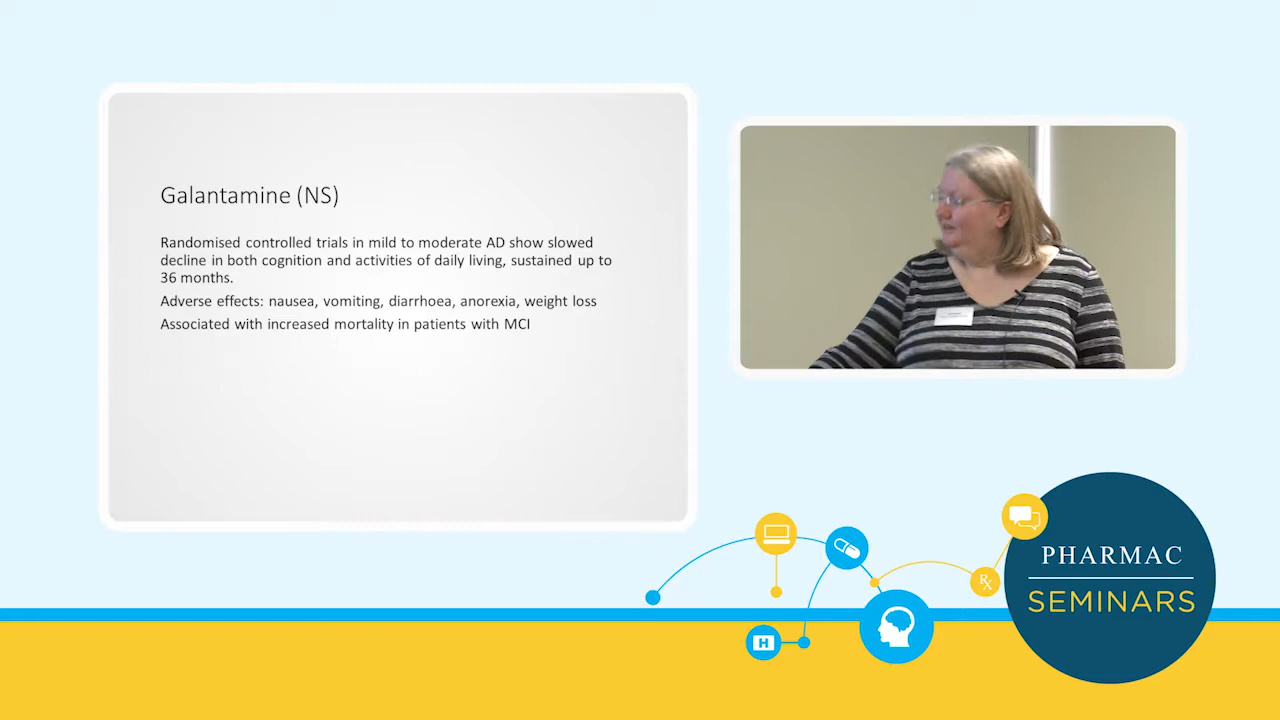 Galantamine (NS)
Randomised controlled trials in mild to moderate AD show slowed
decline in both cognition and activities of daily living, sustained up to
36 months.
Adverse effects: nausea, vomiting, diarrhoea, anorexia, weight loss
Associated with increased mortality in patients with MCI
PHARMAC
SEMINARS
Rx
H